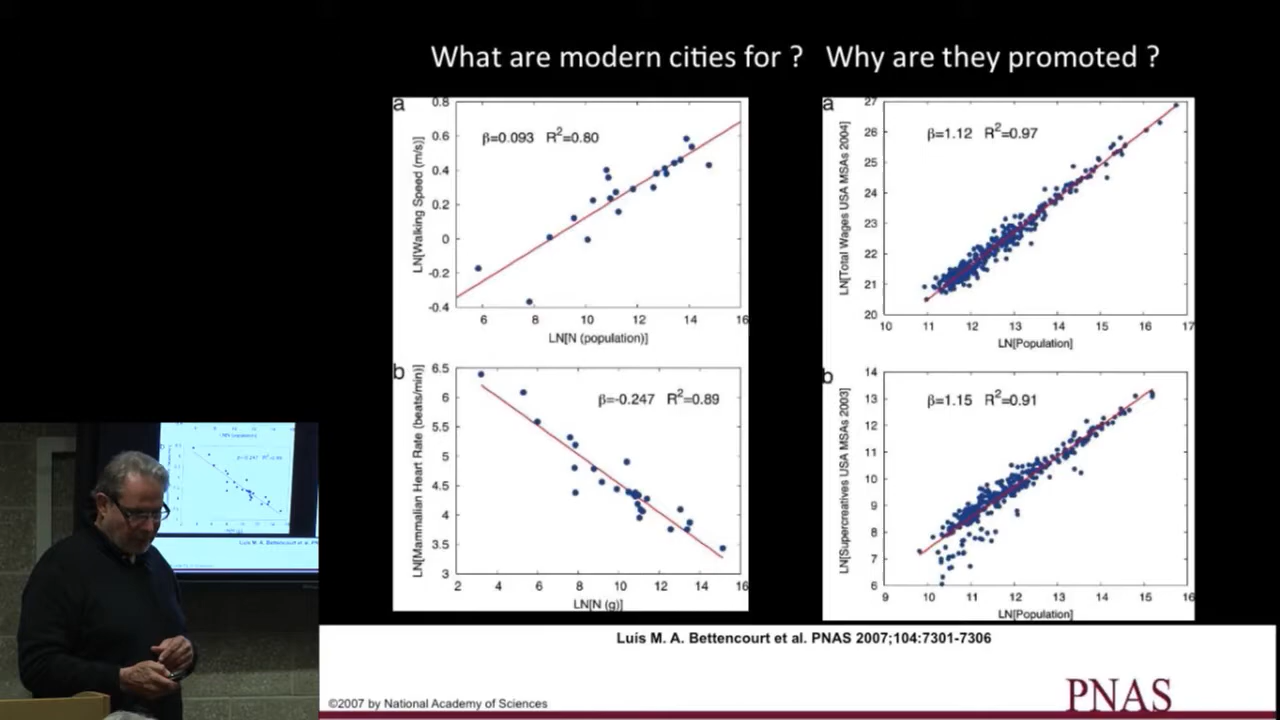 What are modern cities for ? Why are they promoted ?
a
0.8
0.6
0.4
0.2
0
-0.2
-0.4
β=0.093 R²=0.80
LN[Walking Speed (m/s)]
6 8 10 12 14 16
LN[N (population)]
b
6.5
6
5.5
5
4.5
4
3.5
3
β=-0.247 R²=0.89
LN[Mammalian Heart Rate (beats/min)]
2 4 6 8 10 12 14 16
LN[N (g)]
a
27
26
25
24
23
22
21
20
β=1.12 R²=0.97
LN[Total Wages USA MSAs 2004]
10 11 12 13 14 15 16 17
LN[Population]
b
14
13
12
11
10
9
8
7
6
β=1.15 R²=0.91
LN[Supercreatives USA MSAs 2003]
9 10 11 12 13 14 15 16
LN[Population]
Luís M. A. Bettencourt et al. PNAS 2007;104:7301-7306
©2007 by National Academy of Sciences
PNAS